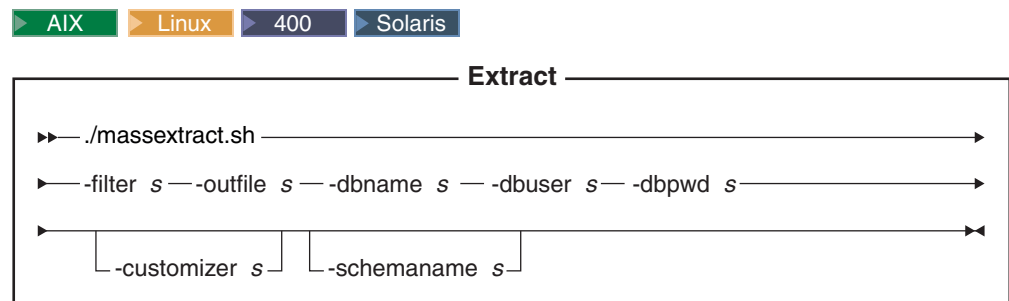 AIX Linux 400 Solaris
Extract
./massextract.sh
-filter s -outfile s -dbname s -dbuser s -dbpwd s
-customizer s -schemaname s